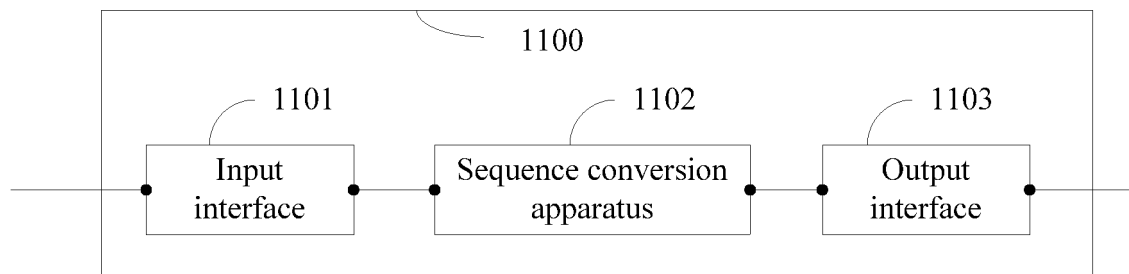 1100
1101
1102
1103
Input
interface
Sequence conversion
apparatus
Output
interface